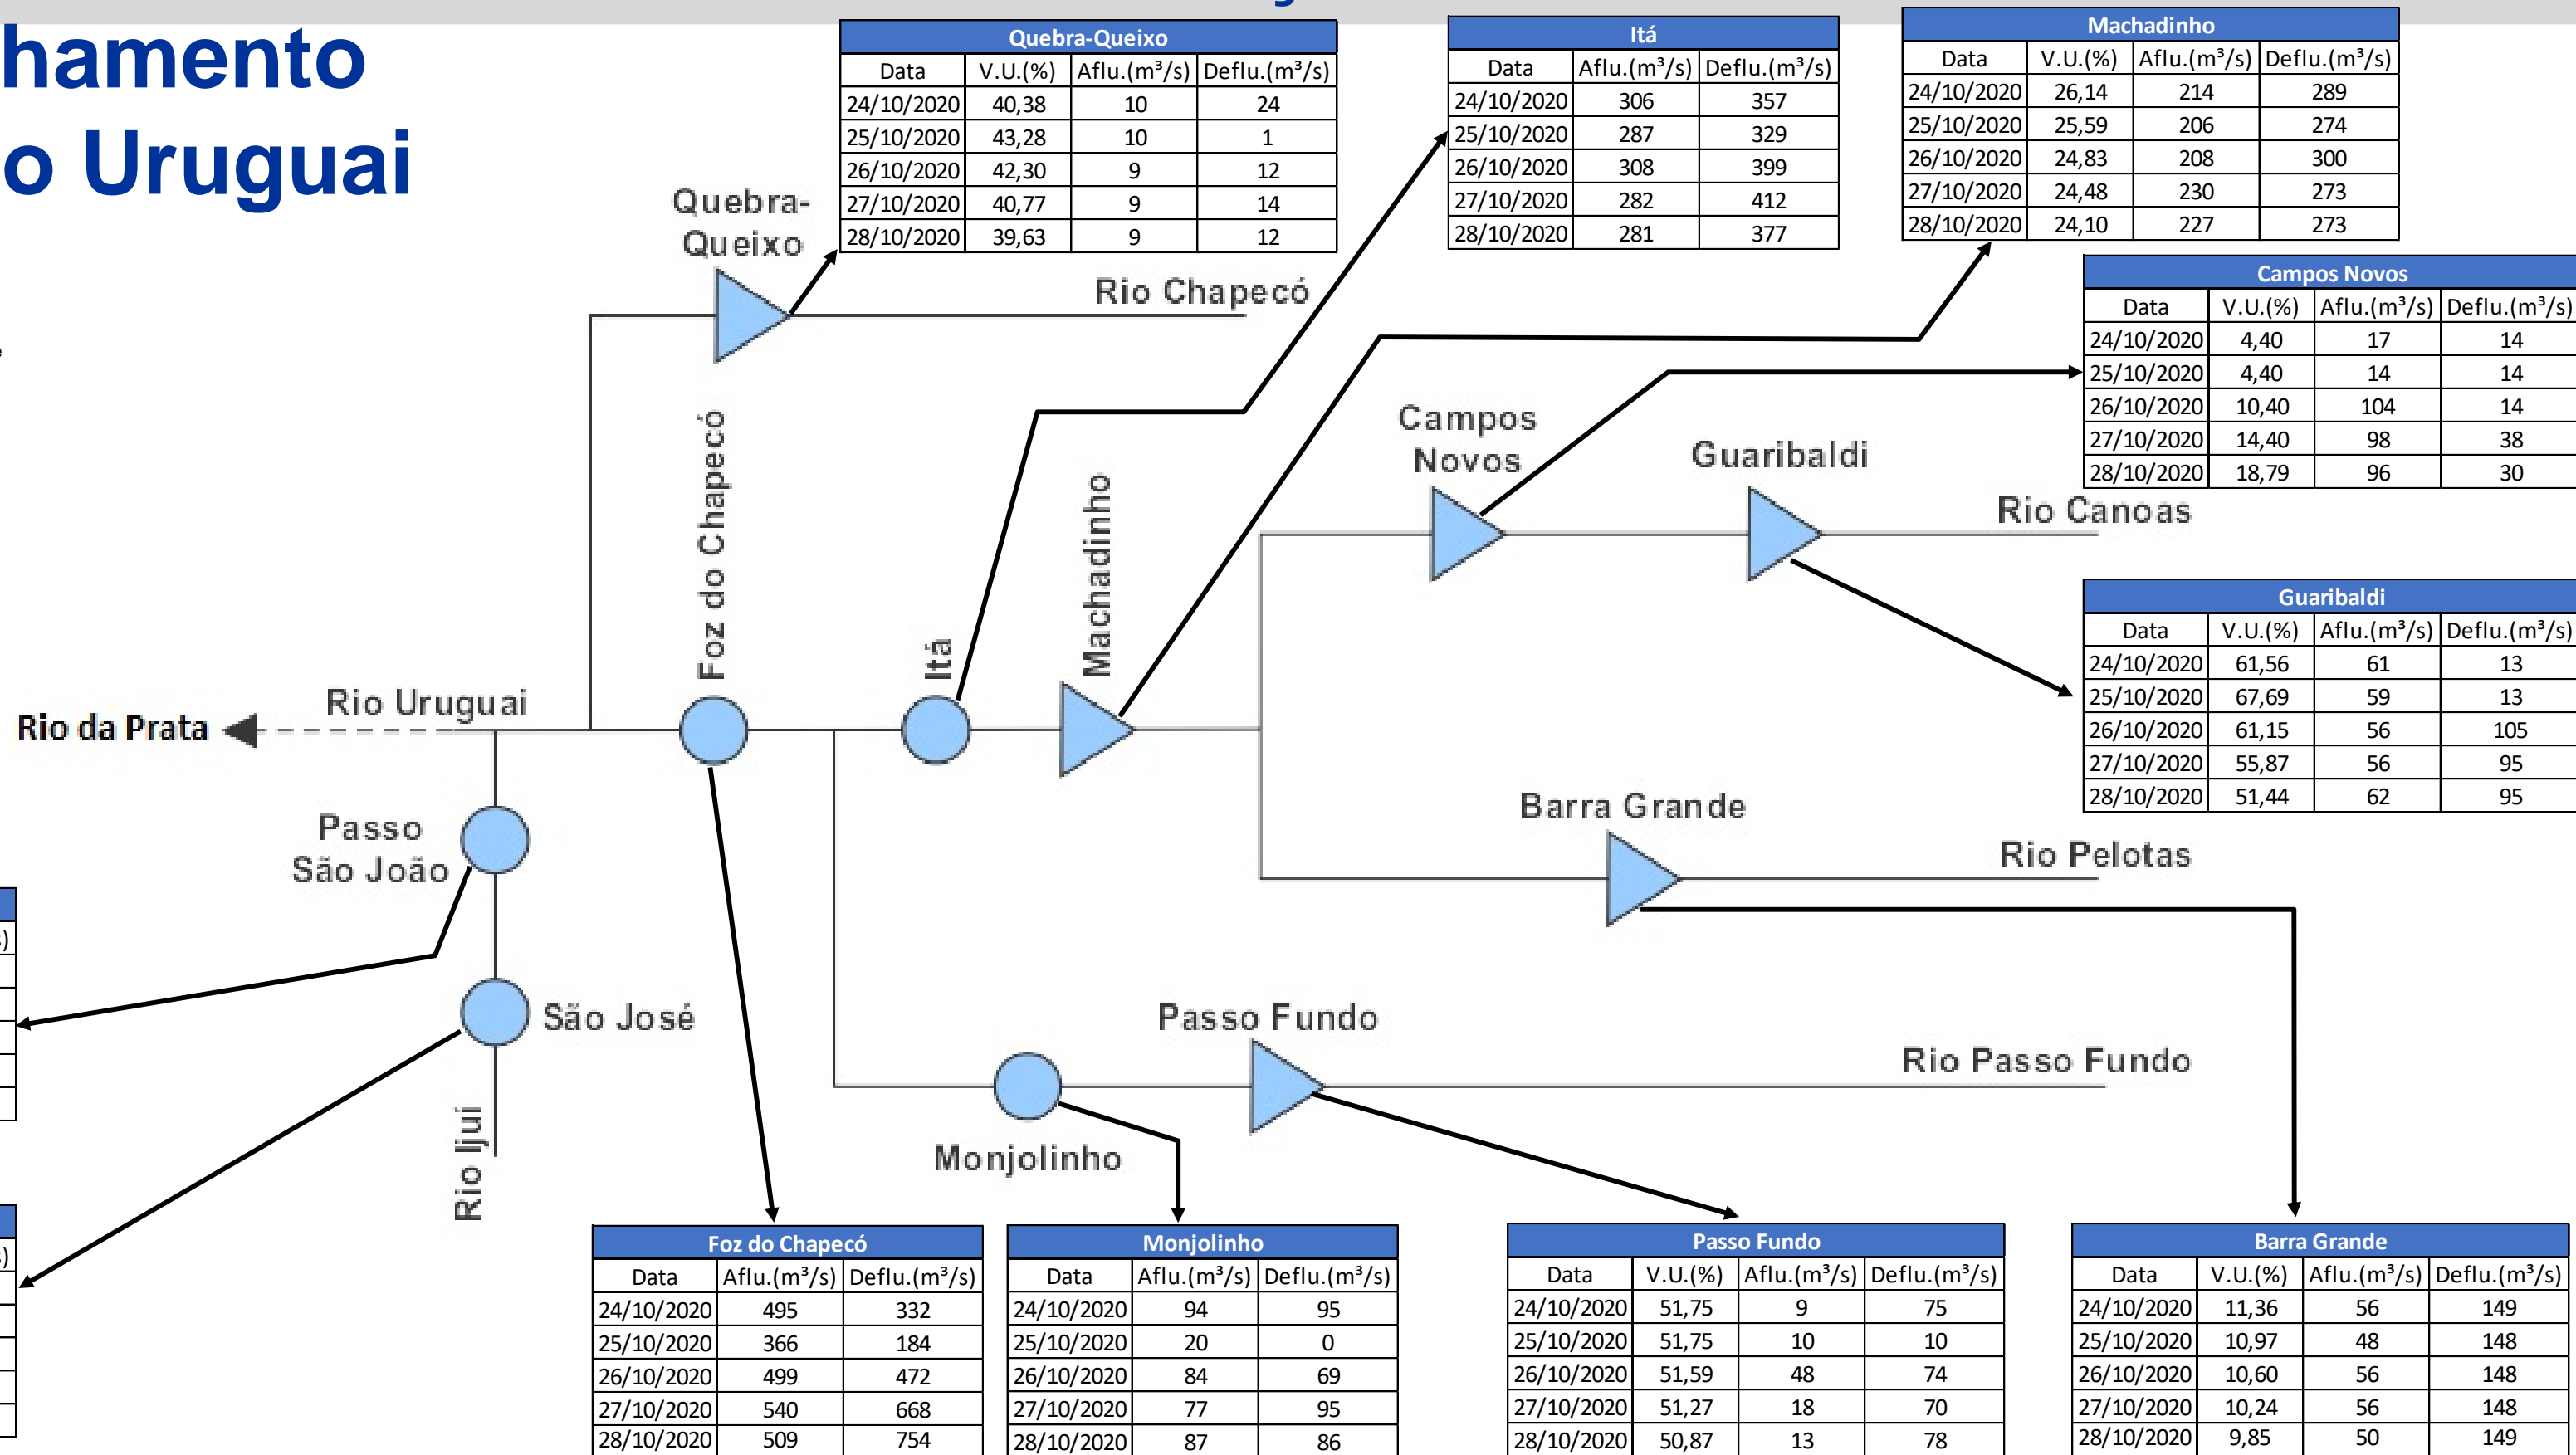 hamento
o Uruguai
Quebra-Queixo
Data V.U.(%) Aflu.(m³/s) Deflu.(m³/s)
24/10/2020 40,38 10 24
25/10/2020 43,28 10 1
26/10/2020 42,30 9 12
27/10/2020 40,77 9 14
28/10/2020 39,63 9 12
Itá
Data Aflu.(m³/s) Deflu.(m³/s)
24/10/2020 306 357
25/10/2020 287 329
26/10/2020 308 399
27/10/2020 282 412
28/10/2020 281 377
Machadinho
Data V.U.(%) Aflu.(m³/s) Deflu.(m³/s)
24/10/2020 26,14 214 289
25/10/2020 25,59 206 274
26/10/2020 24,83 208 300
27/10/2020 24,48 230 273
28/10/2020 24,10 227 273
Campos Novos
Data V.U.(%) Aflu.(m³/s) Deflu.(m³/s)
24/10/2020 4,40 17 14
25/10/2020 4,40 14 14
26/10/2020 10,40 104 14
27/10/2020 14,40 98 38
28/10/2020 18,79 96 30
Quebra-
Queixo
Rio Chapecó
Foz do Chapecó
Itá
Machadinho
Campos
Novos
Guaribaldi
Rio Canoas
Guaribaldi
Data V.U.(%) Aflu.(m³/s) Deflu.(m³/s)
24/10/2020 61,56 61 13
25/10/2020 67,69 59 13
26/10/2020 61,15 56 105
27/10/2020 55,87 56 95
28/10/2020 51,44 62 95
Rio da Prata
Rio Uruguai
Passo
São João
São José
Rio Ijui
Barra Grande
Rio Pelotas
Passo Fundo
Rio Passo Fundo
Monjolinho
s)
s)
Foz do Chapecó
Data Aflu.(m³/s) Deflu.(m³/s)
24/10/2020 495 332
25/10/2020 366 184
26/10/2020 499 472
27/10/2020 540 668
28/10/2020 509 754
Monjolinho
Data Aflu.(m³/s) Deflu.(m³/s)
24/10/2020 94 95
25/10/2020 20 0
26/10/2020 84 69
27/10/2020 77 95
28/10/2020 87 86
Passo Fundo
Data V.U.(%) Aflu.(m³/s) Deflu.(m³/s)
24/10/2020 51,75 9 75
25/10/2020 51,75 10 10
26/10/2020 51,59 48 74
27/10/2020 51,27 18 70
28/10/2020 50,87 13 78
Barra Grande
Data V.U.(%) Aflu.(m³/s) Deflu.(m³/s)
24/10/2020 11,36 56 149
25/10/2020 10,97 48 148
26/10/2020 10,60 56 148
27/10/2020 10,24 56 148
28/10/2020 9,85 50 149